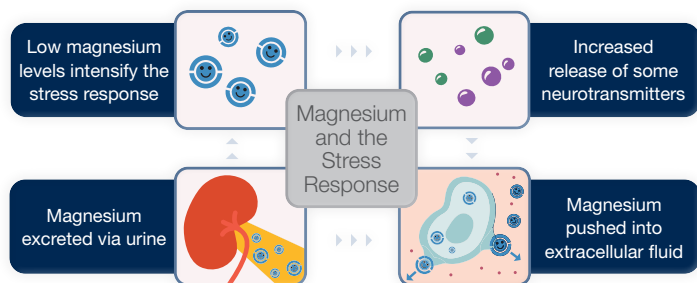 Low magnesium
levels intensify the
stress response
Increased
release of some
neurotransmitters
Magnesium
and the
Stress
Response
Magnesium
excreted via urine
Magnesium
pushed into
extracellular fluid